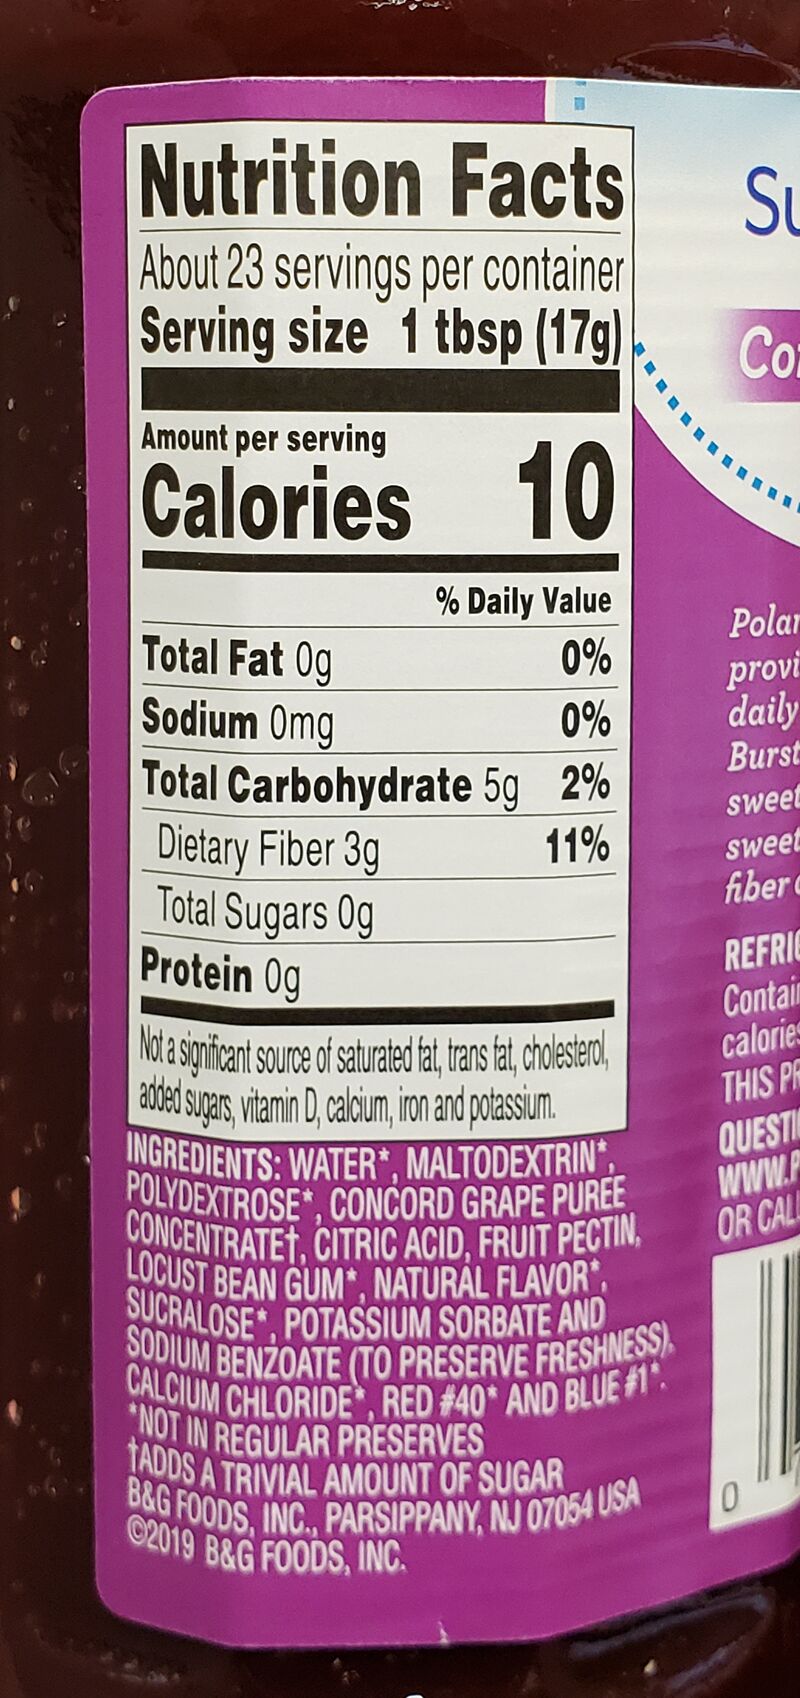 Nutrition Facts
About 23 servings per container
Serving size 1 tbsp (17g)
Amount per serving
Calories 10
% Daily Value
Total Fat 0g 0%
Sodium 0mg 0%
Total Carbohydrate 5g 2%
Dietary Fiber 3g 11%
Total Sugars 0g
Protein 0g
Not a significant source of saturated fat, trans fat, cholesterol,
added sugars, vitamin D, calcium, iron and potassium.
INGREDIENTS: WATER*, MALTODEXTRIN*,
POLYDEXTROSE*, CONCORD GRAPE PUREE
CONCENTRATE†, CITRIC ACID, FRUIT PECTIN,
LOCUST BEAN GUM*, NATURAL FLAVOR*,
SUCRALOSE*, POTASSIUM SORBATE AND
SODIUM BENZOATE (TO PRESERVE FRESHNESS),
CALCIUM CHLORIDE*, RED #40* AND BLUE #1*.
*NOT IN REGULAR PRESERVES
†ADDS A TRIVIAL AMOUNT OF SUGAR
B&G FOODS, INC., PARSIPPANY, NJ 07054 USA
©2019 B&G FOODS, INC.
Su
Co
Polar
provi
daily
Burst
sweet
sweet
fiber
REFRIG
Contain
calories
THIS PR
QUESTI
WWW.P
OR CALL
0